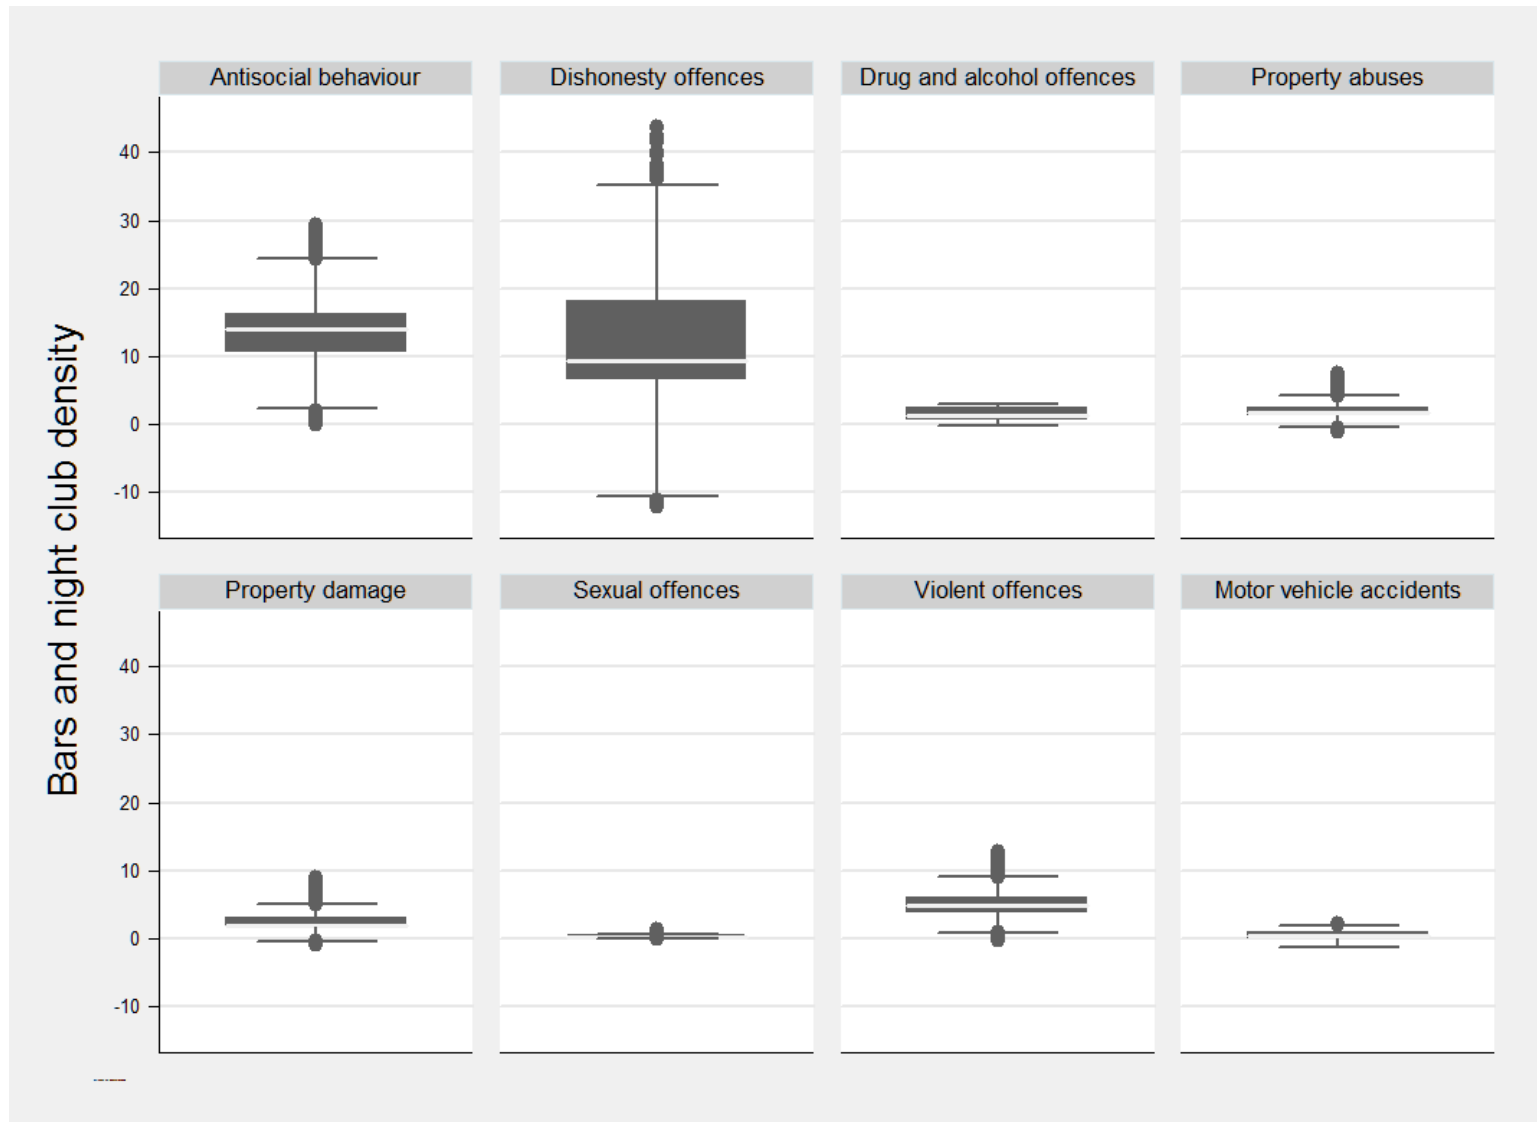 Bars and night club density
Antisocial behaviour
Dishonesty offences
Drug and alcohol offences
Property abuses
40
30
20
10
0
-10
Property damage
Sexual offences
Violent offences
Motor vehicle accidents
40
30
20
10
0
-10